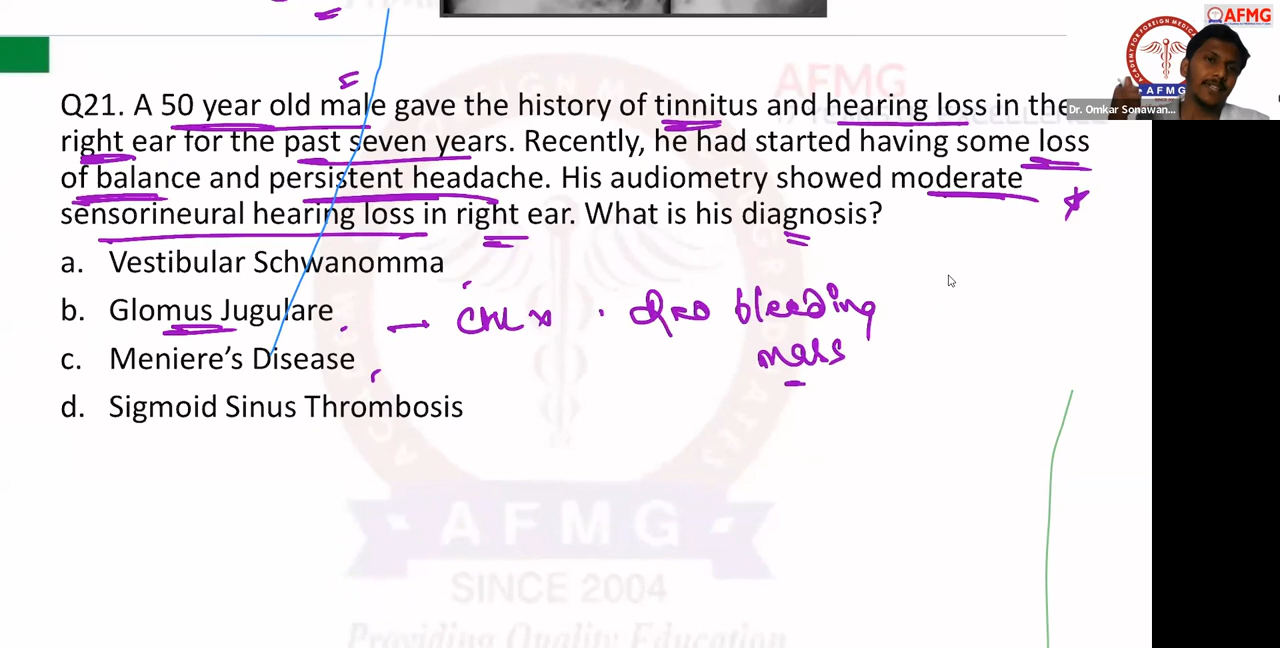 AFMG
AFMG
AFMG
Dr. Omkar Sonawan...
Q21. A 50 year old male gave the history of tinnitus and hearing loss in the
right ear for the past seven years. Recently, he had started having some loss
of balance and persistent headache. His audiometry showed moderate
sensorineural hearing loss in right ear. What is his diagnosis?
a. Vestibular Schwanomma
b. Glomus Jugulare
bleeding
mass
c. Meniere's Disease
d. Sigmoid Sinus Thrombosis
AFMG
SINCE 2004
Providing Quality Education